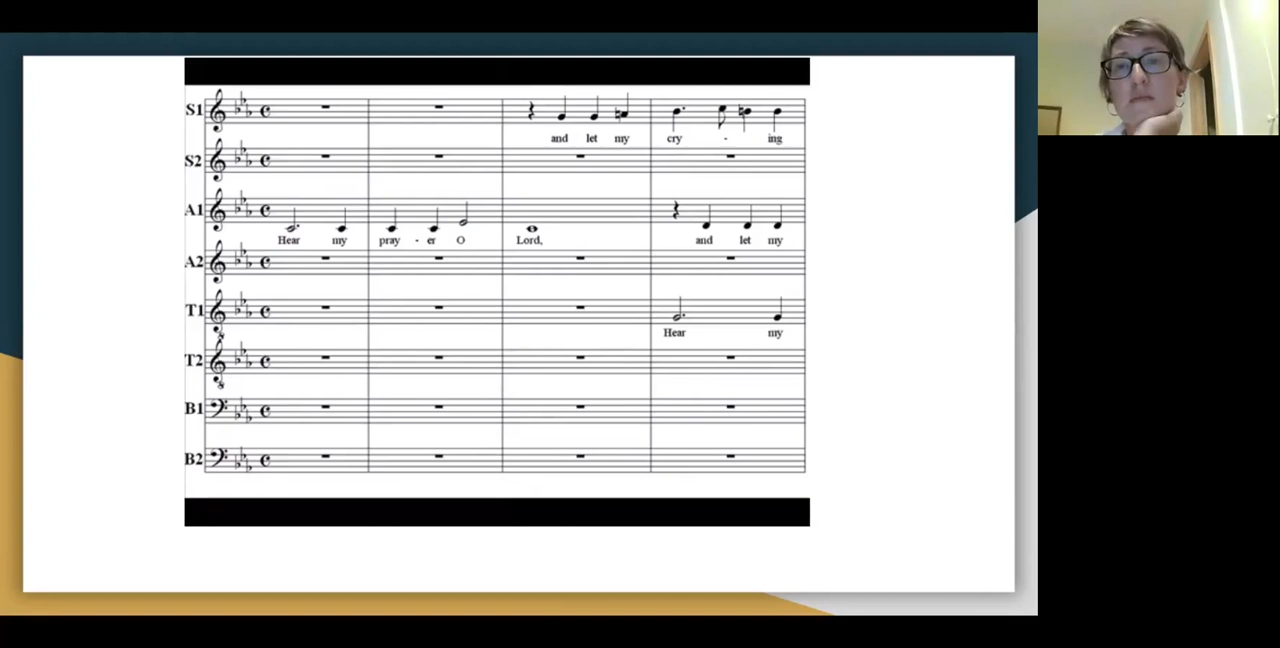 S1
and let my cry - ing
S2
A1
Hear my pray - er O Lord, and let my
A2
T1
Hear my
T2
B1
B2